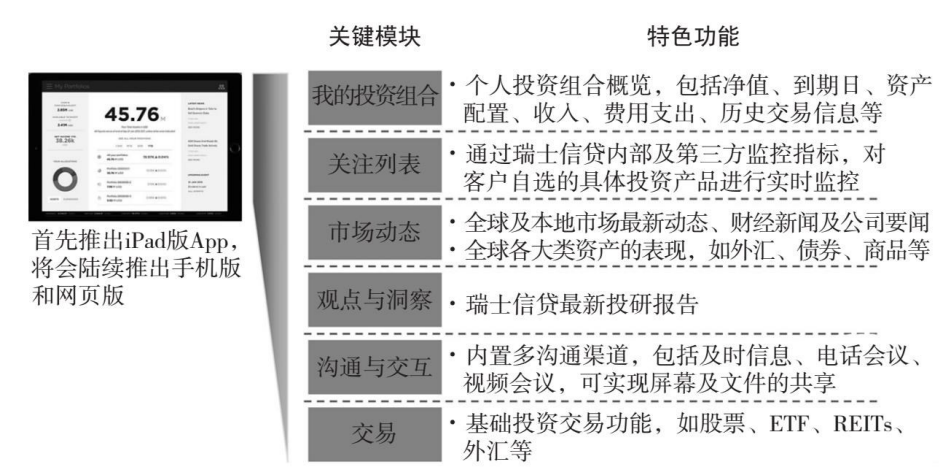 关键模块
特色功能
My Portfolios
45.76
38.25k
首先推出iPad版App，
将会陆续推出手机版
和网页版
我的投资组合
·个人投资组合概览，包括净值、到期日、资产
配置、收入、费用支出、历史交易信息等
关注列表
·通过瑞士信贷内部及第三方监控指标，对
客户自选的具体投资产品进行实时监控
市场动态
·全球及本地市场最新动态、财经新闻及公司要闻
·全球各大类资产的表现，如外汇、债券、商品等
观点与洞察
·瑞士信贷最新投研报告
沟通与交互
·内置多沟通渠道，包括及时信息、电话会议、
视频会议，可实现屏幕及文件的共享
交易
·基础投资交易功能，如股票、ETF、REITs、
外汇等